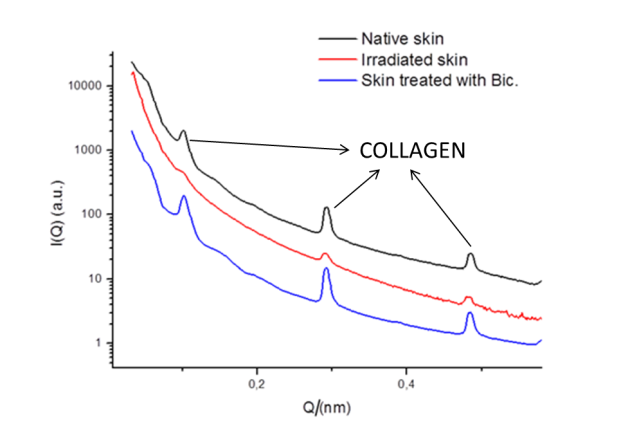 Native skin
Irradiated skin
Skin treated with Bic.
COLLAGEN
I(Q) (a.u.)
10000
1000
100
10
1
0,2
0,4
Q/(nm)